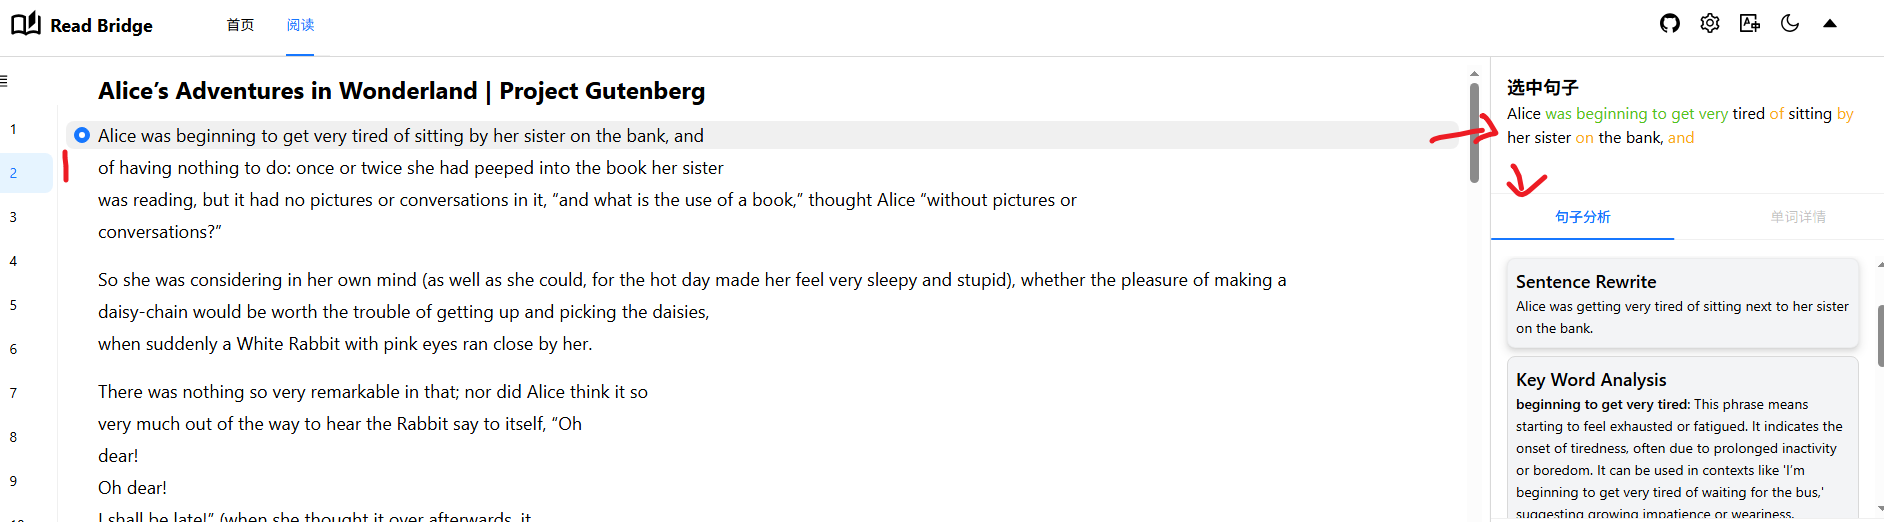 Read Bridge
首页
阅读
1
2
3
4
5
6
7
8
9
Alice’s Adventures in Wonderland | Project Gutenberg
Alice was beginning to get very tired of sitting by her sister on the bank, and
of having nothing to do: once or twice she had peeped into the book her sister
was reading, but it had no pictures or conversations in it, “and what is the use of a book,” thought Alice “without pictures or
conversations?”
So she was considering in her own mind (as well as she could, for the hot day made her feel very sleepy and stupid), whether the pleasure of making a
daisy-chain would be worth the trouble of getting up and picking the daisies,
when suddenly a White Rabbit with pink eyes ran close by her.
There was nothing so very remarkable in that; nor did Alice think it so
very much out of the way to hear the Rabbit say to itself, “Oh
dear!
Oh dear!
I shall be late!” (when she thought it over afterwards, it
选中句子
Alice was beginning to get very tired of sitting by
her sister on the bank, and
句子分析
单词详情
Sentence Rewrite
Alice was getting very tired of sitting next to her sister
on the bank.
Key Word Analysis
beginning to get very tired: This phrase means
starting to feel exhausted or fatigued. It indicates the
onset of tiredness, often due to prolonged inactivity
or boredom. It can be used in contexts like 'I'm
beginning to get very tired of waiting for the bus,'
suggesting growing impatience or weariness.